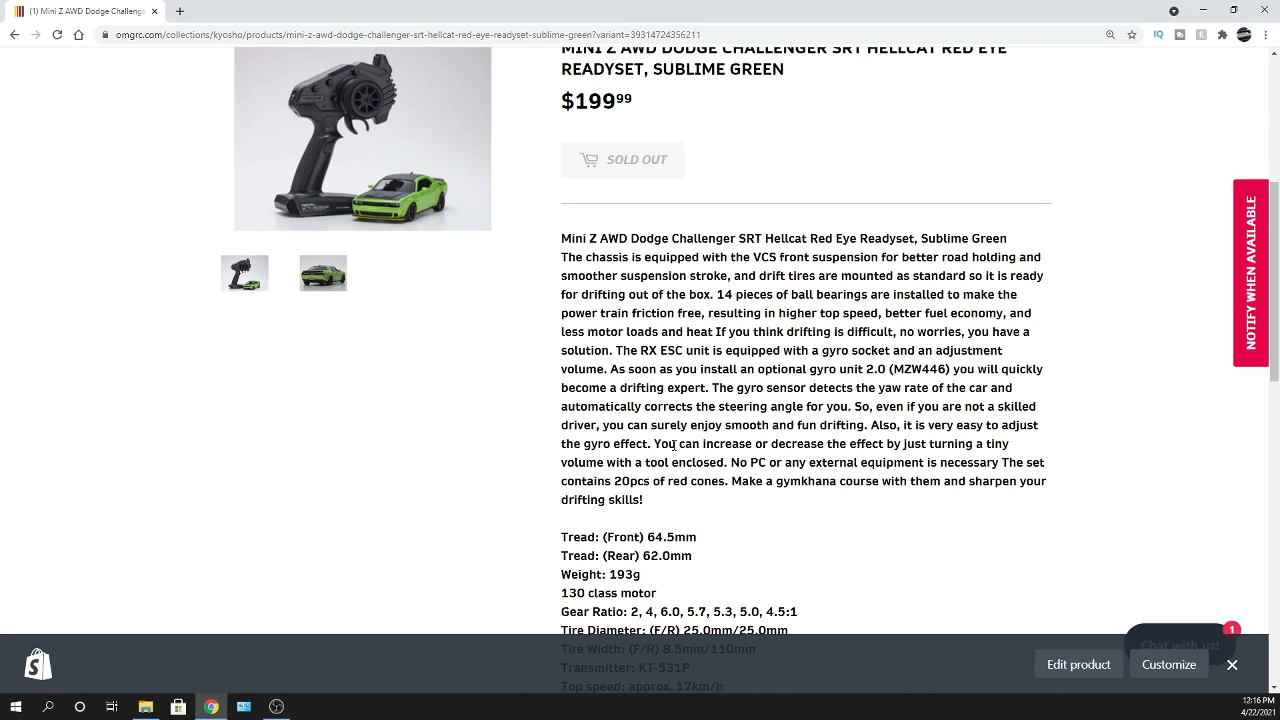 (1) Mini Z AWD Dodge Challenge
omgrc.com/collections/kyosho/products/mini-z-awd-dodge-challenger-srt-hellcat-red-eye-readyset-sublime-green?variant=39314724356211
MINI Z AWD DODGE CHALLENGER SRT HELLCAT RED EYE
READYSET, SUBLIME GREEN
$199.99
SOLD OUT
NOTIFY WHEN AVAILABLE
Mini Z AWD Dodge Challenger SRT Hellcat Red Eye Readyset, Sublime Green
The chassis is equipped with the VCS front suspension for better road holding and
smoother suspension stroke, and drift tires are mounted as standard so it is ready
for drifting out of the box. 14 pieces of ball bearings are installed to make the
power train friction free, resulting in higher top speed, better fuel economy, and
less motor loads and heat If you think drifting is difficult, no worries, you have a
solution. The RX ESC unit is equipped with a gyro socket and an adjustment
volume. As soon as you install an optional gyro unit 2.0 (MZW446) you will quickly
become a drifting expert. The gyro sensor detects the yaw rate of the car and
automatically corrects the steering angle for you. So, even if you are not a skilled
driver, you can surely enjoy smooth and fun drifting. Also, it is very easy to adjust
the gyro effect. You can increase or decrease the effect by just turning a tiny
volume with a tool enclosed. No PC or any external equipment is necessary The set
contains 20pcs of red cones. Make a gymkhana course with them and sharpen your
drifting skills!
Tread: (Front) 64.5mm
Tread: (Rear) 62.0mm
Weight: 193g
130 class motor
Gear Ratio: 2, 4, 6.0, 5.7, 5.3, 5.0, 4.5:1
Tire Diameter: (F/R) 25.0mm/25.0mm
Tire Width: (F/R) 8.5mm/110mm
Transmitter: KT-531P
Top speed: approx. 17km/h
1
Chat with us!
Edit product
Customize
12:16 PM
4/22/2021